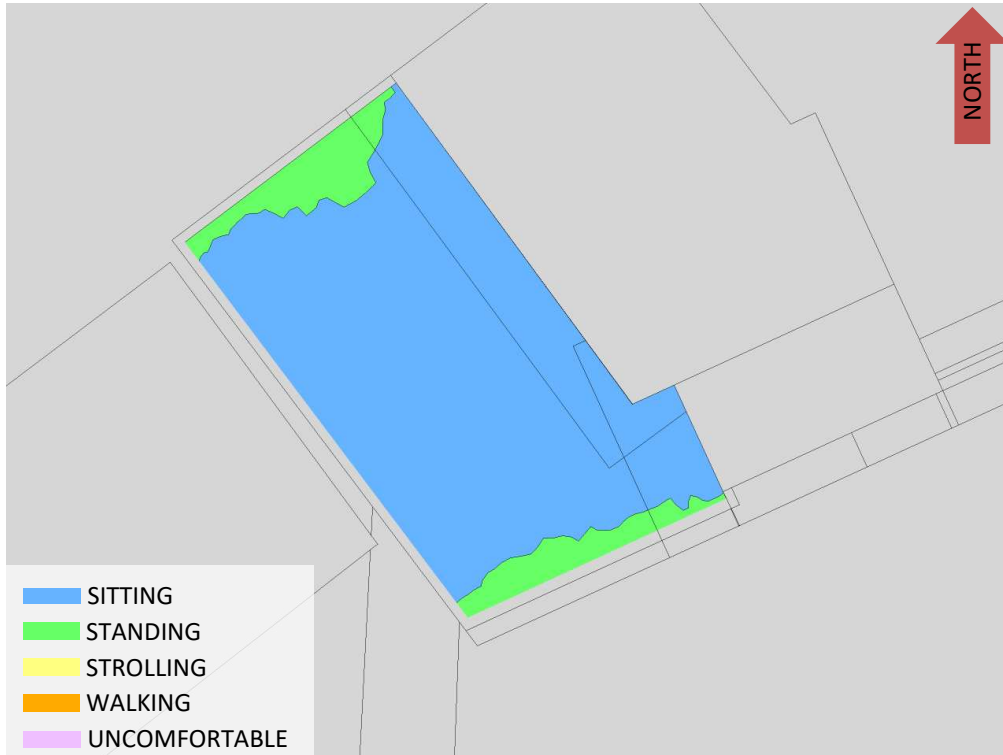 NORTH
SITTING
STANDING
STROLLING
WALKING
UNCOMFORTABLE